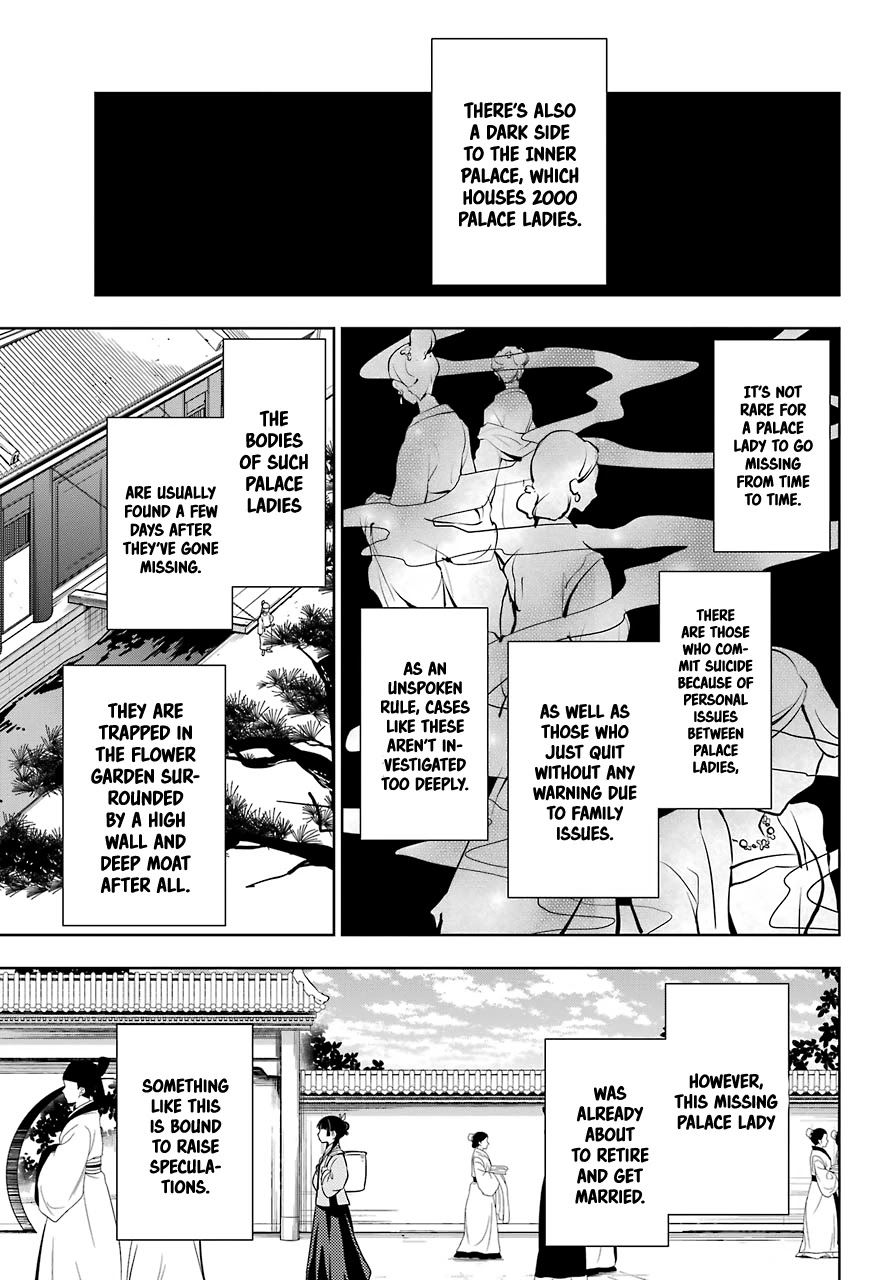 THERE'S ALSO
A DARK SIDE
TO THE INNER
PALACE, WHICH
HOUSES 2000
PALACE LADIES.
IT'S NOT
RARE FOR
A PALACE
LADY TO GO
MISSING
FROM TIME
TO TIME.
THERE
ARE THOSE
WHO COM-
MIT SUICIDE
BECAUSE OF
PERSONAL
ISSUES
BETWEEN
PALACE
LADIES,
AS WELL AS
THOSE WHO
JUST QUIT
WITHOUT ANY
WARNING DUE
TO FAMILY
ISSUES.
AS AN
UNSPOKEN
RULE, CASES
LIKE THESE
AREN'T IN-
VESTIGATED
TOO DEEPLY.
THE
BODIES
OF SUCH
PALACE
LADIES
ARE USUALLY
FOUND A FEW
DAYS AFTER
THEY'VE GONE
MISSING.
THEY ARE
TRAPPED IN
THE FLOWER
GARDEN SUR-
ROUNDED
BY A HIGH
WALL AND
DEEP MOAT
AFTER ALL.
HOWEVER,
THIS MISSING
PALACE LADY
WAS
ALREADY
ABOUT
TO RETIRE
AND GET
MARRIED.
SOMETHING
LIKE THIS
IS BOUND
TO RAISE
SPECULA-
TIONS.